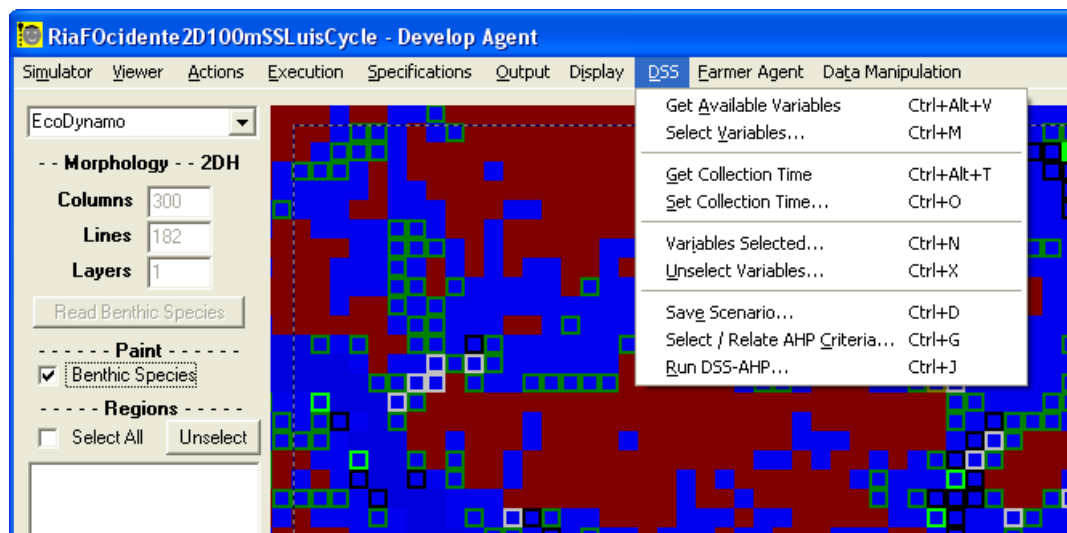 RiaFOcidente2D100mSSLuisCycle - Develop Agent
Simulator Viewer Actions Execution Specifications Output Display DSS Farmer Agent Data Manipulation
EcoDynamo
- - Morphology - - 2DH
Columns 300
Lines 182
Layers 1
Read Benthic Species
- - - - - - Paint - - - - - -
Benthic Species
- - - - - Regions - - - - -
Select All Unselect
Get Available Variables Ctrl+Alt+V
Select Variables... Ctrl+M
Get Collection Time Ctrl+Alt+T
Set Collection Time... Ctrl+O
Variables Selected... Ctrl+N
Unselect Variables... Ctrl+X
Save Scenario... Ctrl+D
Select / Relate AHP Criteria... Ctrl+G
Run DSS-AHP... Ctrl+J